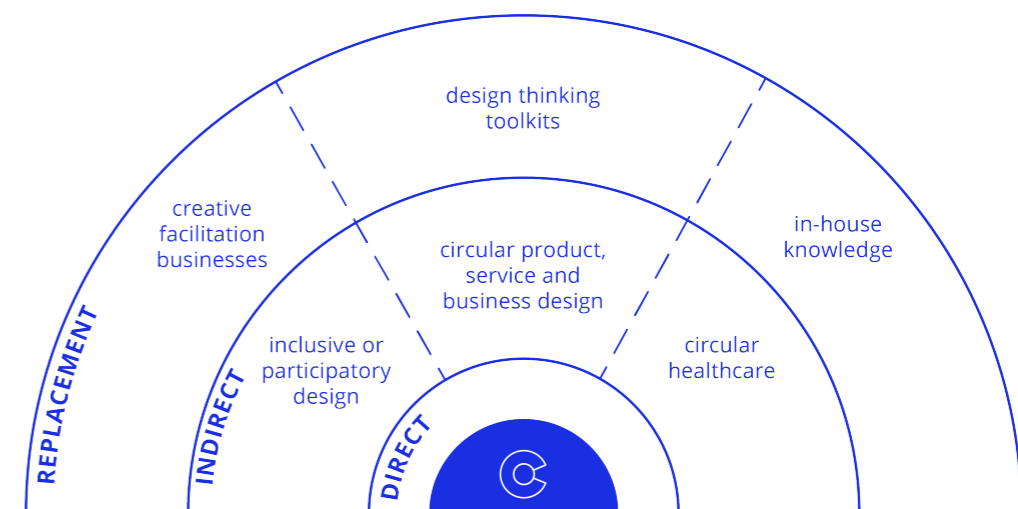 design thinking
toolkits
creative
facilitation
businesses
in-house
knowledge
circular product,
service and
business design
inclusive or
participatory
design
circular
healthcare
REPLACEMENT
INDIRECT
DIRECT